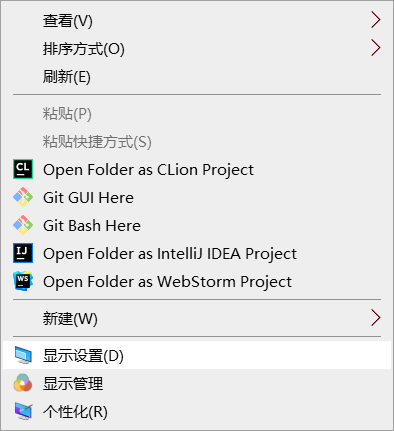 查看(V)
排序方式(O)
刷新(E)
粘贴(P)
粘贴快捷方式(S)
CL Open Folder as CLion Project
Git GUI Here
Git Bash Here
IJ Open Folder as IntelliJ IDEA Project
WS Open Folder as WebStorm Project
新建(W)
显示设置(D)
显示管理
个性化(R)